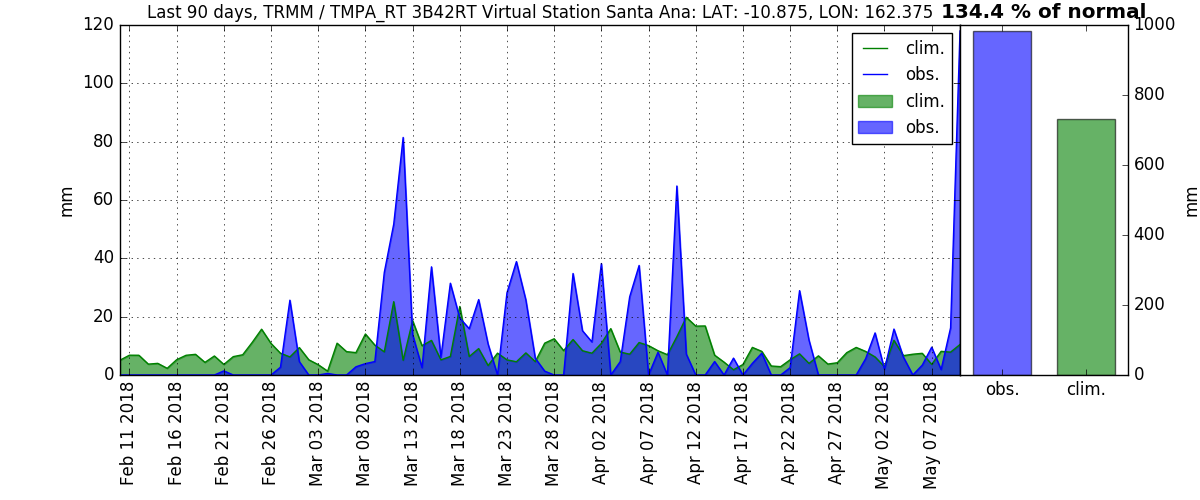 Last 90 days, TRMM / TMPA_RT 3B42RT Virtual Station Santa Ana: LAT: -10.875, LON: 162.375 134.4 % of normal
120
100
80
60
40
20
0
mm
clim.
obs.
clim.
obs.
1000
800
600
400
200
0
mm
Feb 11 2018
Feb 16 2018
Feb 21 2018
Feb 26 2018
Mar 03 2018
Mar 08 2018
Mar 13 2018
Mar 18 2018
Mar 23 2018
Mar 28 2018
Apr 02 2018
Apr 07 2018
Apr 12 2018
Apr 17 2018
Apr 22 2018
Apr 27 2018
May 02 2018
May 07 2018
obs.
clim.